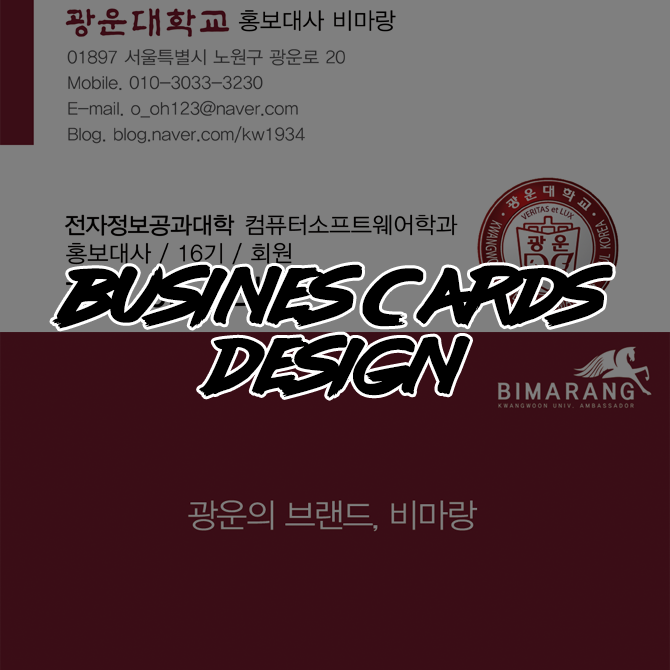 광운대학교 홍보대사 비마랑
01897 서울특별시 노원구 광운로 20
Mobile. 010-3033-3230
E-mail. o_oh123@naver.com
Blog. blog.naver.com/kw1934
전자정보공과대학 컴퓨터소프트웨어학과
홍보대사 / 16기 / 회원
광운대학교
VERITAS et LUX
광운
BUSINES CARDS
DESIGN
BIMARANG
KWANGWOON UNIV. AMBASSADOR
광운의 브랜드, 비마랑